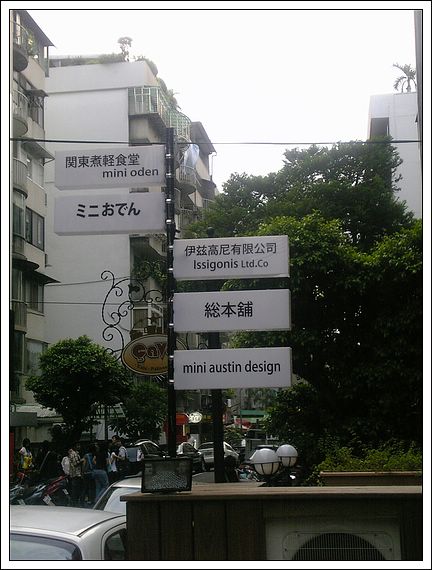 関東煮軽食堂
mini oden
ミニおでん
伊茲高尼有限公司
Issigonis Ltd.Co
総本舗
mini austin design